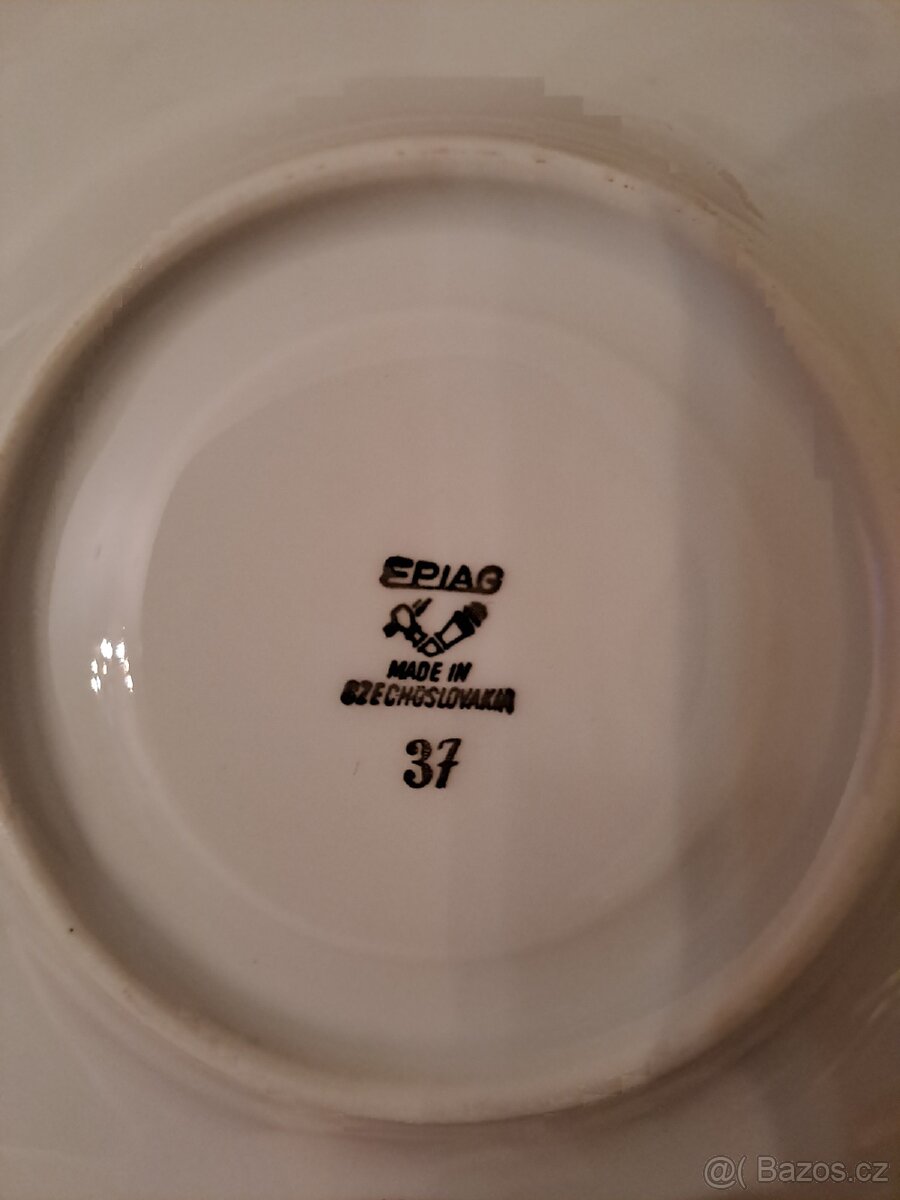 EPIAG
MADE IN
CZECHOSLOVAKIA
37
@( Bazos.cz